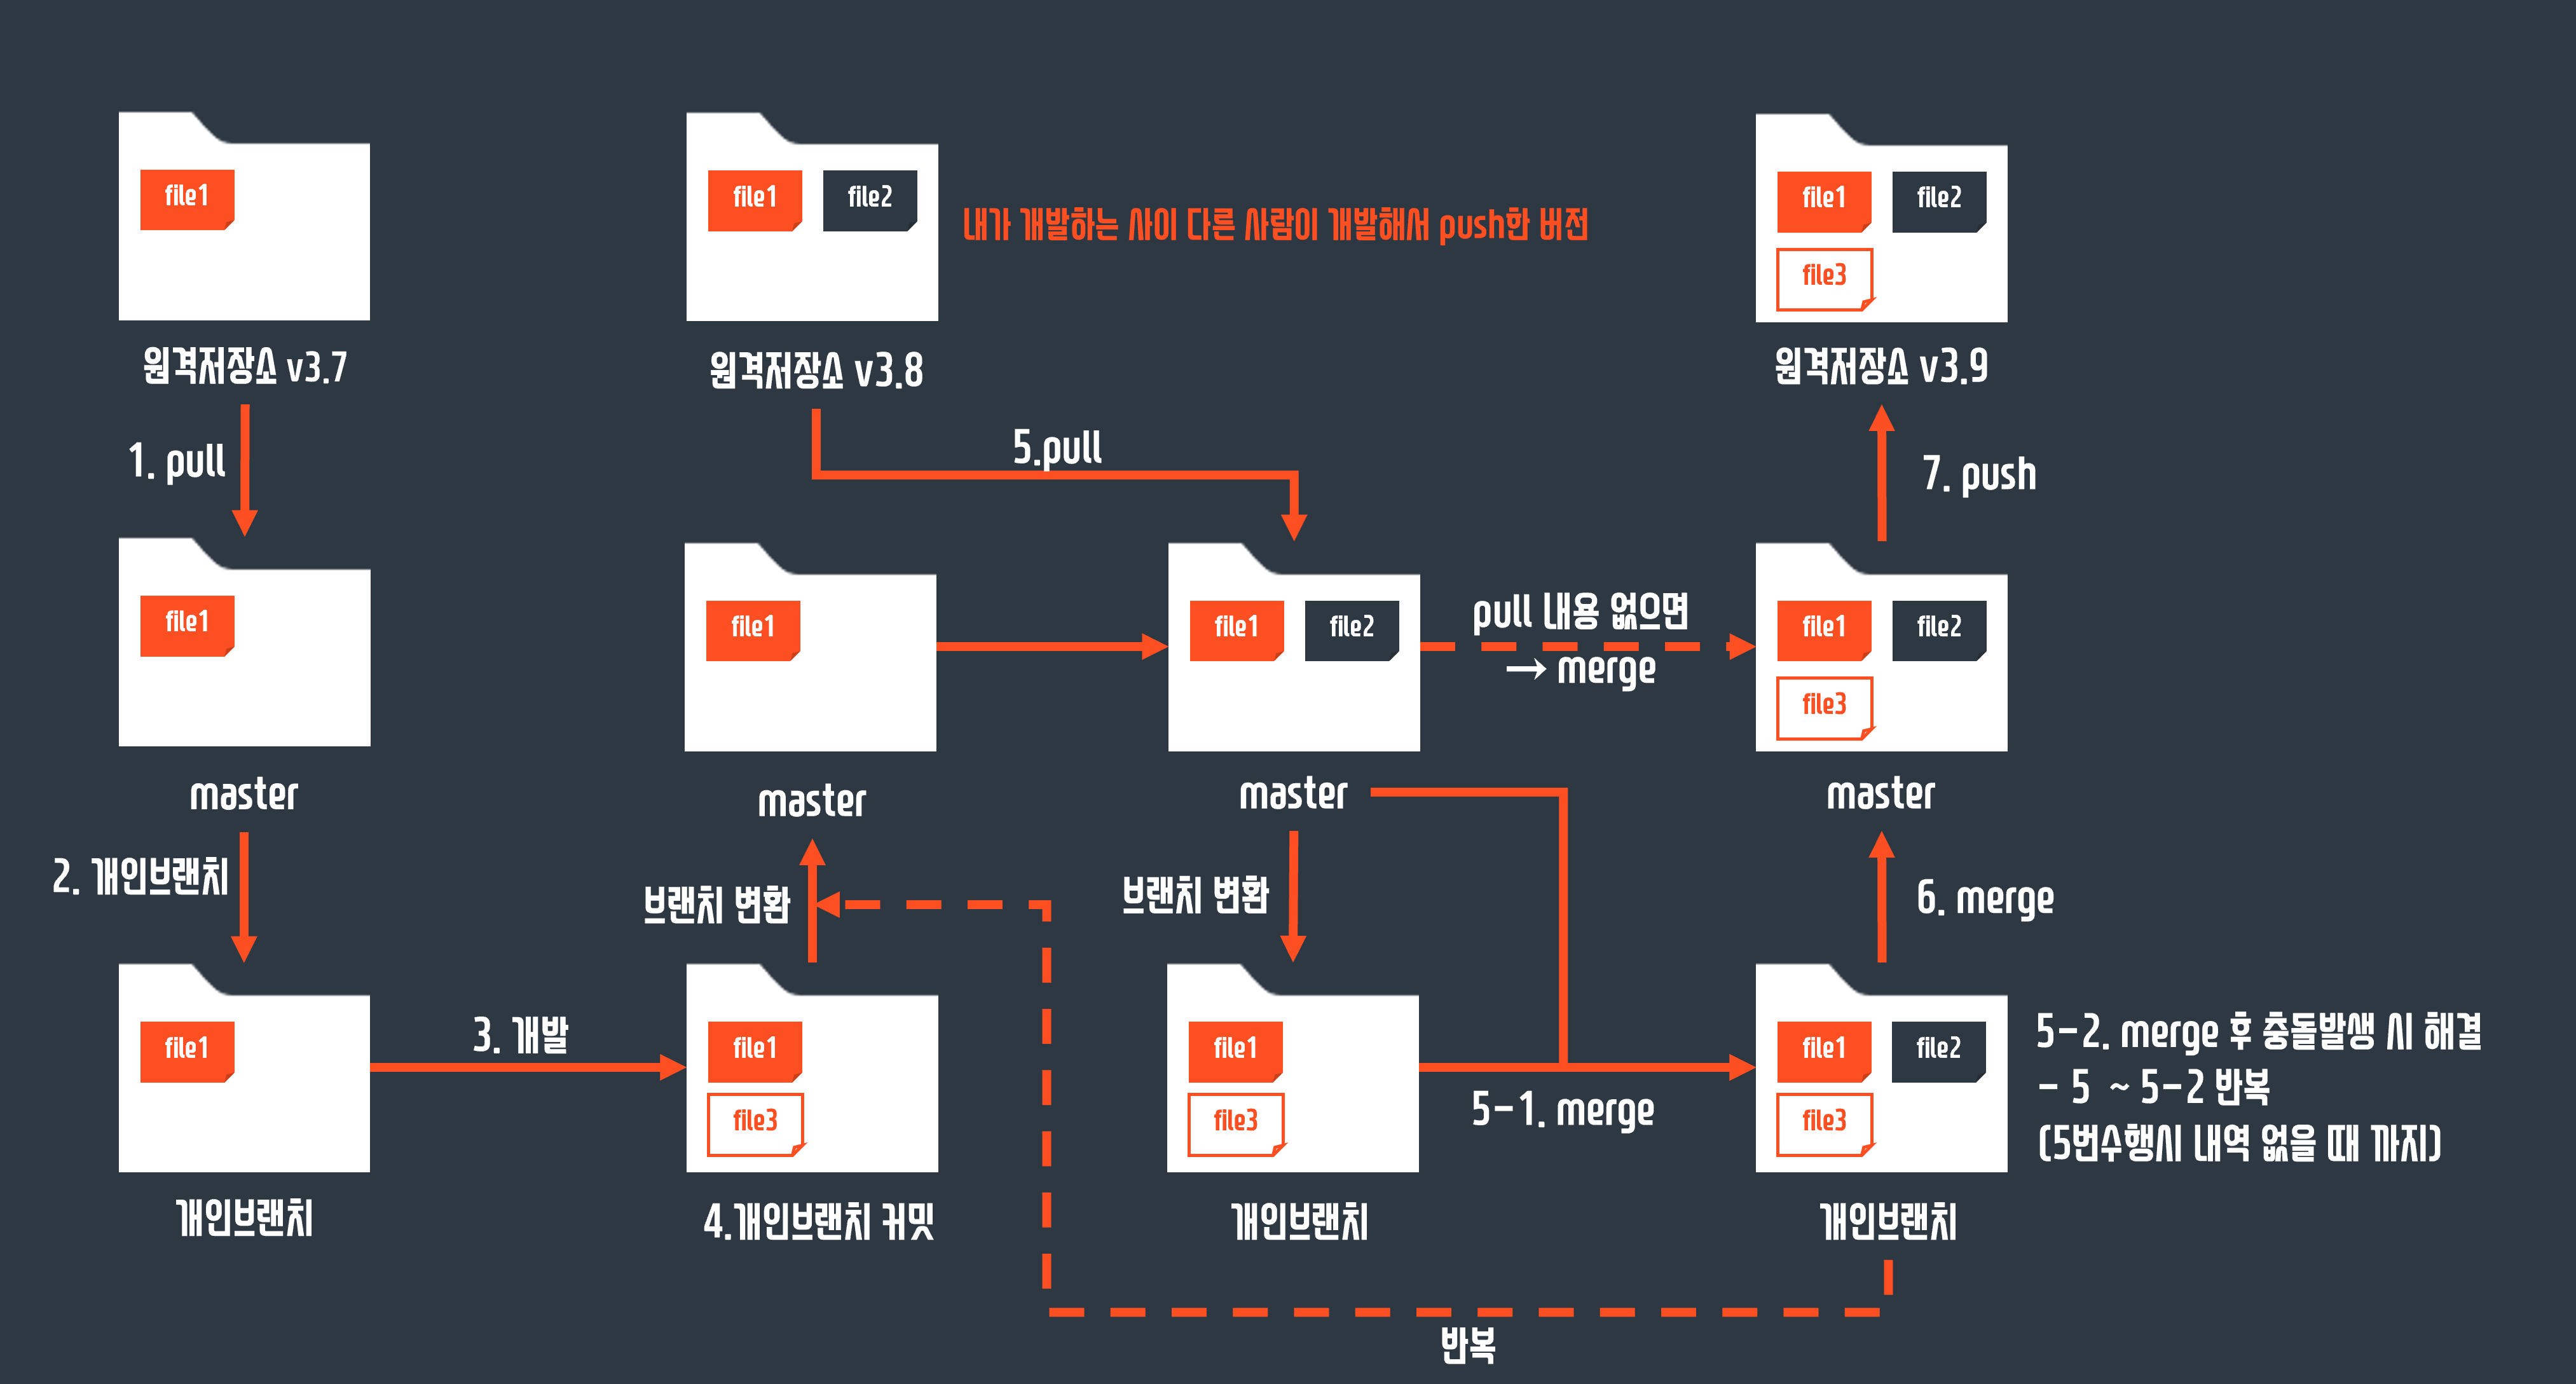 file1
원격저장소 v3.7
file1
file2
내가 개발하는 사이 다른 사람이 개발해서 push한 버전
원격저장소 v3.8
file1
file2
file3
원격저장소 v3.9
1. pull
5.pull
7. push
file1
master
file1
master
file1
file2
master
pull 내용 없으면
→ merge
file1
file2
file3
master
2. 개인브랜치
브랜치 변환
브랜치 변환
6. merge
file1
개인브랜치
3. 개발
file1
file3
4.개인브랜치 커밋
file1
file3
개인브랜치
5-1. merge
file1
file2
file3
개인브랜치
5-2. merge 후 충돌발생 시 해결
- 5 ~ 5-2 반복
(5번수행시 내역 없을 때 까지)
반복